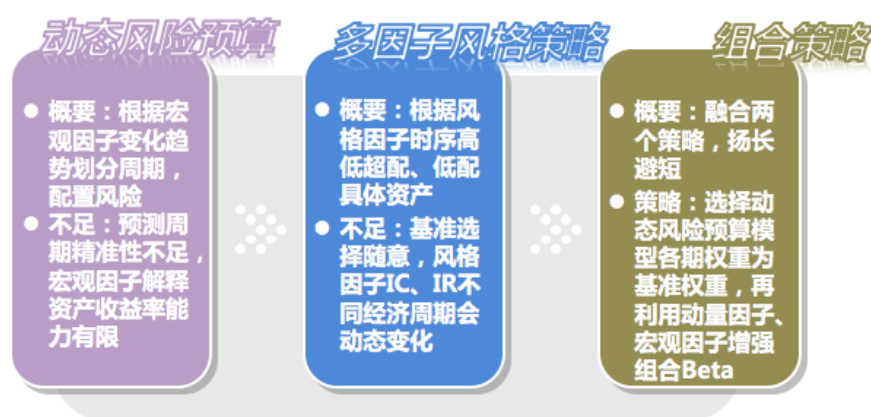 动态风险预算
● 概要：根据宏
观因子变化趋
势划分周期，
配置风险
● 不足：预测周
期精准性不足，
宏观因子解释
资产收益率能
力有限
多因子风格策略
● 概要：根据风
格因子时序高
低超配、低配
具体资产
● 不足：基准选
择随意，风格
因子IC、IR不
同经济周期会
动态变化
组合策略
● 概要：融合两
个策略，扬长
避短
● 策略：选择动
态风险预算模
型各期权重为
基准权重，再
利用动量因子、
宏观因子增强
组合Beta